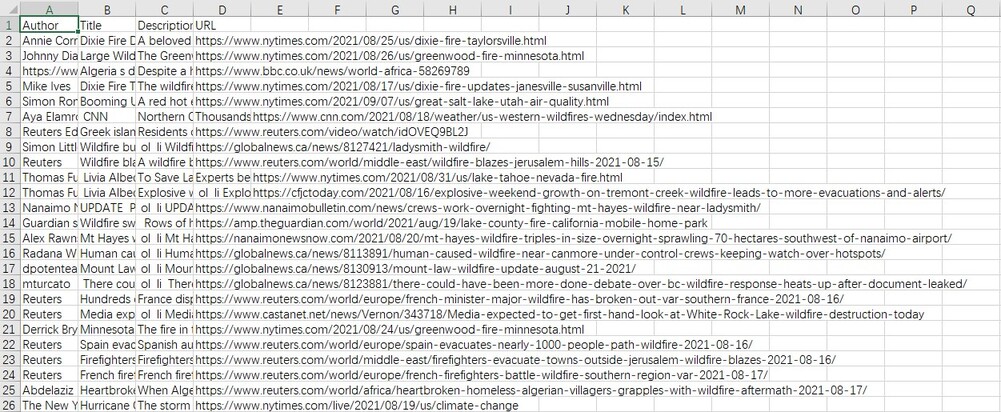 A B C D E F G H I J K L M N O P Q
1 Author Title Description URL
2 Annie Corr Dixie Fire D A beloved https://www.nytimes.com/2021/08/25/us/dixie-fire-taylorsville.html
3 Johnny Dia Large Wild The Green https://www.nytimes.com/2021/08/26/us/greenwood-fire-minnesota.html
4 https://ww Algeria s d Despite a h https://www.bbc.co.uk/news/world-africa-58269789
5 Mike Ives Dixie Fire T The wildfire https://www.nytimes.com/2021/08/17/us/dixie-fire-updates-janesville-susanville.html
6 Simon Ror Booming U A red hot e https://www.nytimes.com/2021/09/07/us/great-salt-lake-utah-air-quality.html
7 Aya Elamro CNN Northern C Thousands https://www.cnn.com/2021/08/18/weather/us-western-wildfires-wednesday/index.html
8 Reuters Ed Greek islan Residents o https://www.reuters.com/video/watch/idOVEQ9BL2J
9 Simon Littl Wildfire bu ol li Wildfi https://globalnews.ca/news/8127421/ladysmith-wildfire/
10 Reuters Wildfire bla A wildfire b https://www.reuters.com/world/middle-east/wildfire-blazes-jerusalem-hills-2021-08-15/
11 Thomas Fu Livia Albec To Save La Experts be https://www.nytimes.com/2021/08/31/us/lake-tahoe-nevada-fire.html
12 Thomas Fu Livia Albec Explosive w ol li Explo https://cfjctoday.com/2021/08/16/explosive-weekend-growth-on-tremont-creek-wildfire-leads-to-more-evacuations-and-alerts/
13 Nanaimo N UPDATE P ol li UPDA https://www.nanaimobulletin.com/news/crews-work-overnight-fighting-mt-hayes-wildfire-near-ladysmith/
14 Guardian s Wildfire sw Rows of h https://amp.theguardian.com/world/2021/aug/19/lake-county-fire-california-mobile-home-park
15 Alex Rawn Mt Hayes w ol li Mt Ha https://nanaimonewsnow.com/2021/08/20/mt-hayes-wildfire-triples-in-size-overnight-sprawling-70-hectares-southwest-of-nanaimo-airport/
16 Radana W Human cau ol li Huma https://globalnews.ca/news/8113891/human-caused-wildfire-near-canmore-under-control-crews-keeping-watch-over-hotspots/
17 dpotentea Mount Law ol li Moun https://globalnews.ca/news/8130913/mount-law-wildfire-update-august-21-2021/
18 mturcato There cou ol li Ther https://globalnews.ca/news/8123881/there-could-have-been-more-done-debate-over-bc-wildfire-response-heats-up-after-document-leaked/
19 Reuters Hundreds o France disp https://www.reuters.com/world/europe/french-minister-major-wildfire-has-broken-out-var-southern-france-2021-08-16/
20 Reuters Media exp ol li Media https://www.castanet.net/news/Vernon/343718/Media-expected-to-get-first-hand-look-at-White-Rock-Lake-wildfire-destruction-today
21 Derrick Bry Minnesota The fire in t https://www.nytimes.com/2021/08/24/us/greenwood-fire-minnesota.html
22 Reuters Spain evac Spanish au https://www.reuters.com/world/europe/spain-evacuates-nearly-1000-people-path-wildfire-2021-08-16/
23 Reuters Firefighters Firefighters https://www.reuters.com/world/middle-east/firefighters-evacuate-towns-outside-jerusalem-wildfire-blazes-2021-08-16/
24 Reuters French firef French firef https://www.reuters.com/world/europe/french-firefighters-battle-wildfire-southern-region-var-2021-08-17/
25 Abdelaziz Heartbroke When Alge https://www.reuters.com/world/africa/heartbroken-homeless-algerian-villagers-grapples-with-wildfire-aftermath-2021-08-17/
26 The New Y Hurricane G The storm https://www.nytimes.com/live/2021/08/19/us/climate-change